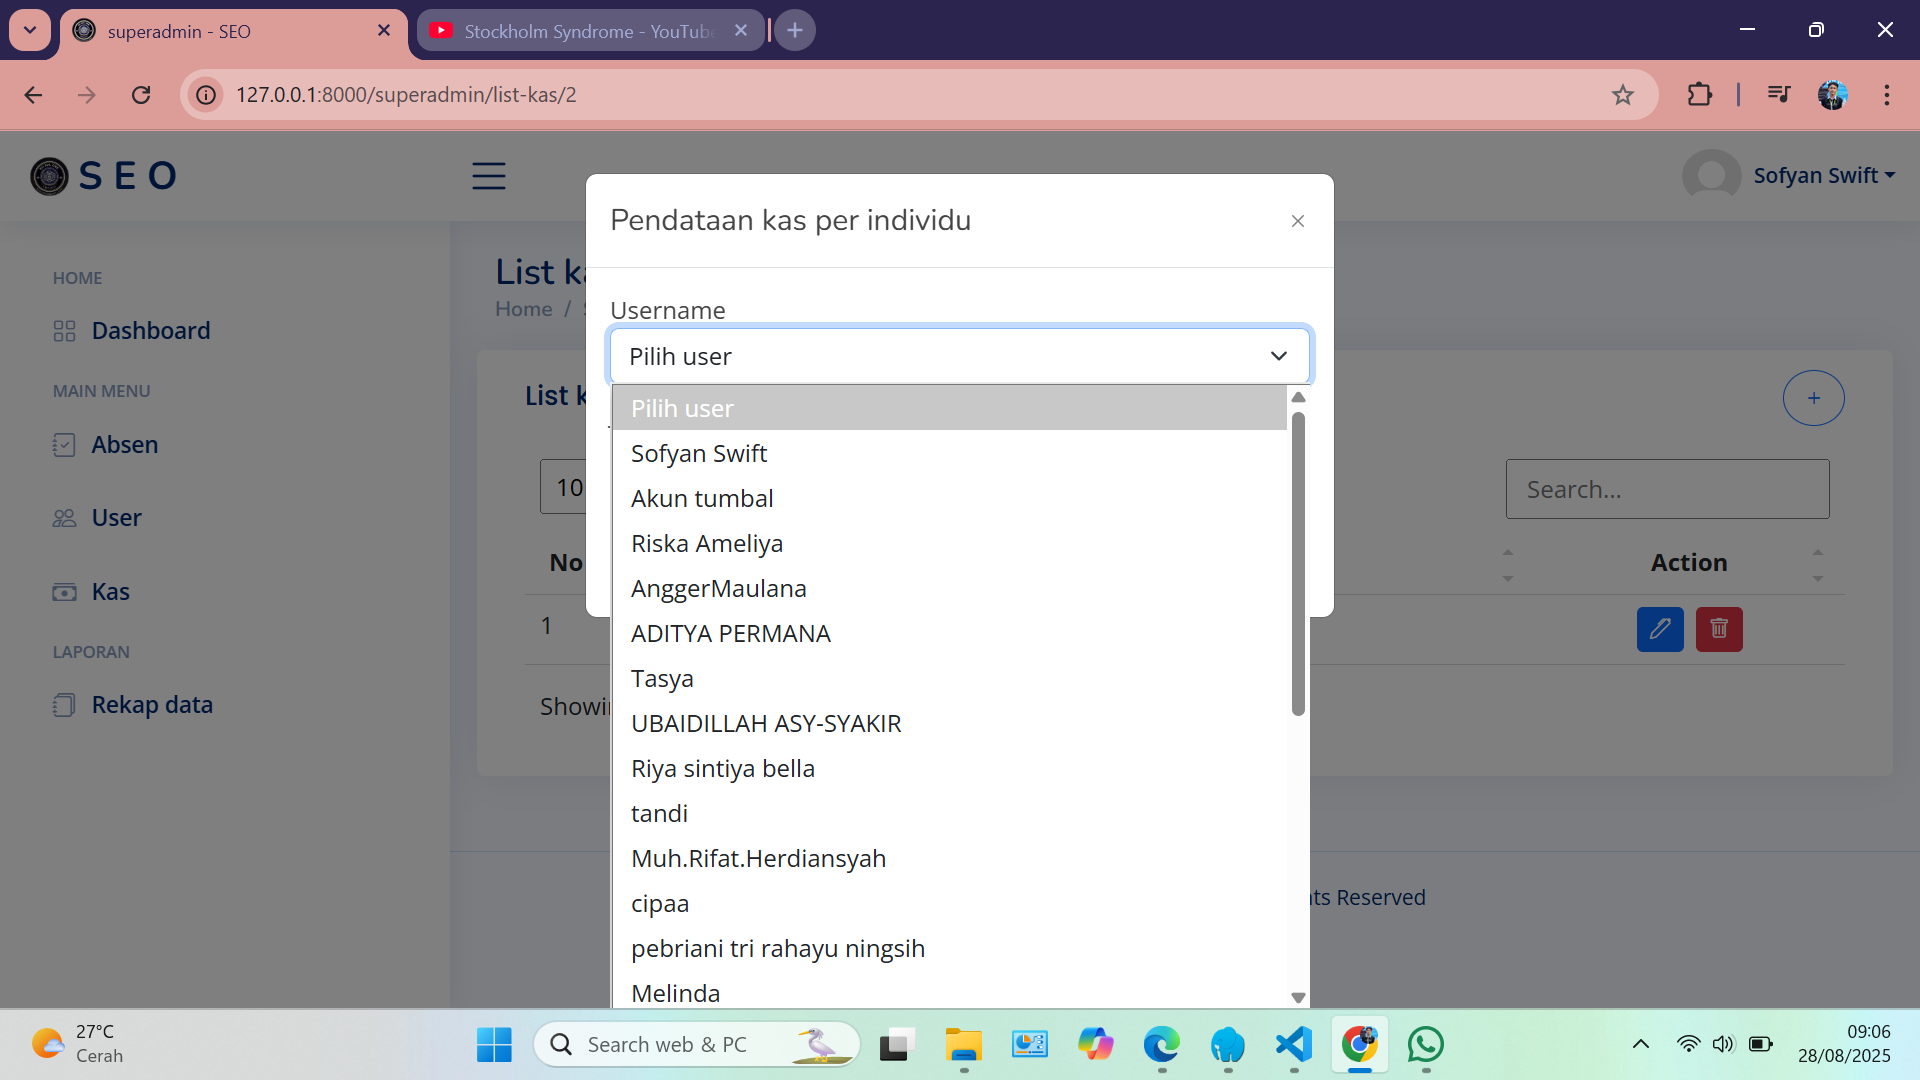 superadmin - SEO
Stockholm Syndrome - YouTub
127.0.0.1:8000/superadmin/list-kas/2
SEO
Sofyan Swift
HOME
Dashboard
MAIN MENU
Absen
User
Kas
LAPORAN
Rekap data
List k
Home /
List k
10
Search...
No
Action
1
Showi
ts Reserved
Pendataan kas per individu
×
Username
Pilih user
Pilih user
Sofyan Swift
Akun tumbal
Riska Ameliya
AnggerMaulana
ADITYA PERMANA
Tasya
UBAIDILLAH ASY-SYAKIR
Riya sintiya bella
tandi
Muh.Rifat.Herdiansyah
cipaa
pebriani tri rahayu ningsih
Melinda
27°C
Cerah
Search web & PC
09:06
28/08/2025